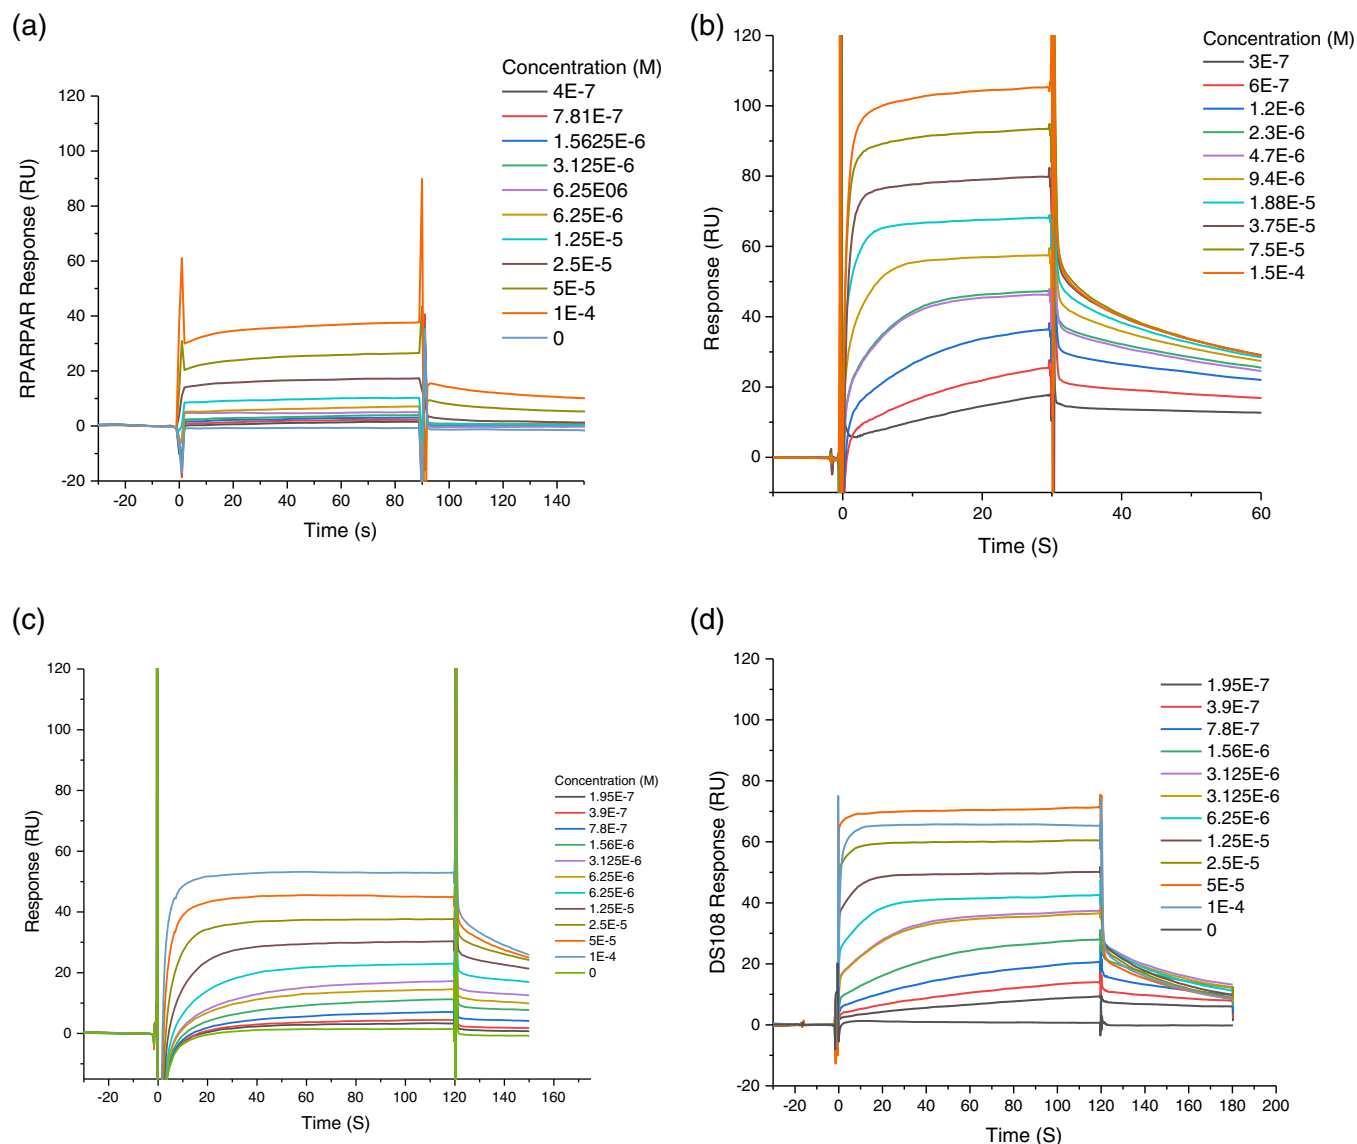 (a)
Concentration (M)
4E-7
7.81E-7
1.5625E-6
3.125E-6
6.25E06
6.25E-6
1.25E-5
2.5E-5
5E-5
1E-4
0
120
100
80
60
40
20
0
-20
RPARPAR Response (RU)
-20 0 20 40 60 80 100 120 140
Time (s)
(b)
Concentration (M)
3E-7
6E-7
1.2E-6
2.3E-6
4.7E-6
9.4E-6
1.88E-5
3.75E-5
7.5E-5
1.5E-4
120
100
80
60
40
20
0
Response (RU)
0 20 40 60
Time (S)
(c)
120
100
80
60
40
20
0
Response (RU)
Concentration (M)
1.95E-7
3.9E-7
7.8E-7
1.56E-6
3.125E-6
6.25E-6
6.25E-6
1.25E-5
2.5E-5
5E-5
1E-4
0
-20 0 20 40 60 80 100 120 140 160
Time (S)
(d)
120
100
80
60
40
20
0
-20
DS108 Response (RU)
1.95E-7
3.9E-7
7.8E-7
1.56E-6
3.125E-6
3.125E-6
6.25E-6
1.25E-5
2.5E-5
5E-5
1E-4
0
-20 0 20 40 60 80 100 120 140 160 180 200
Time (S)